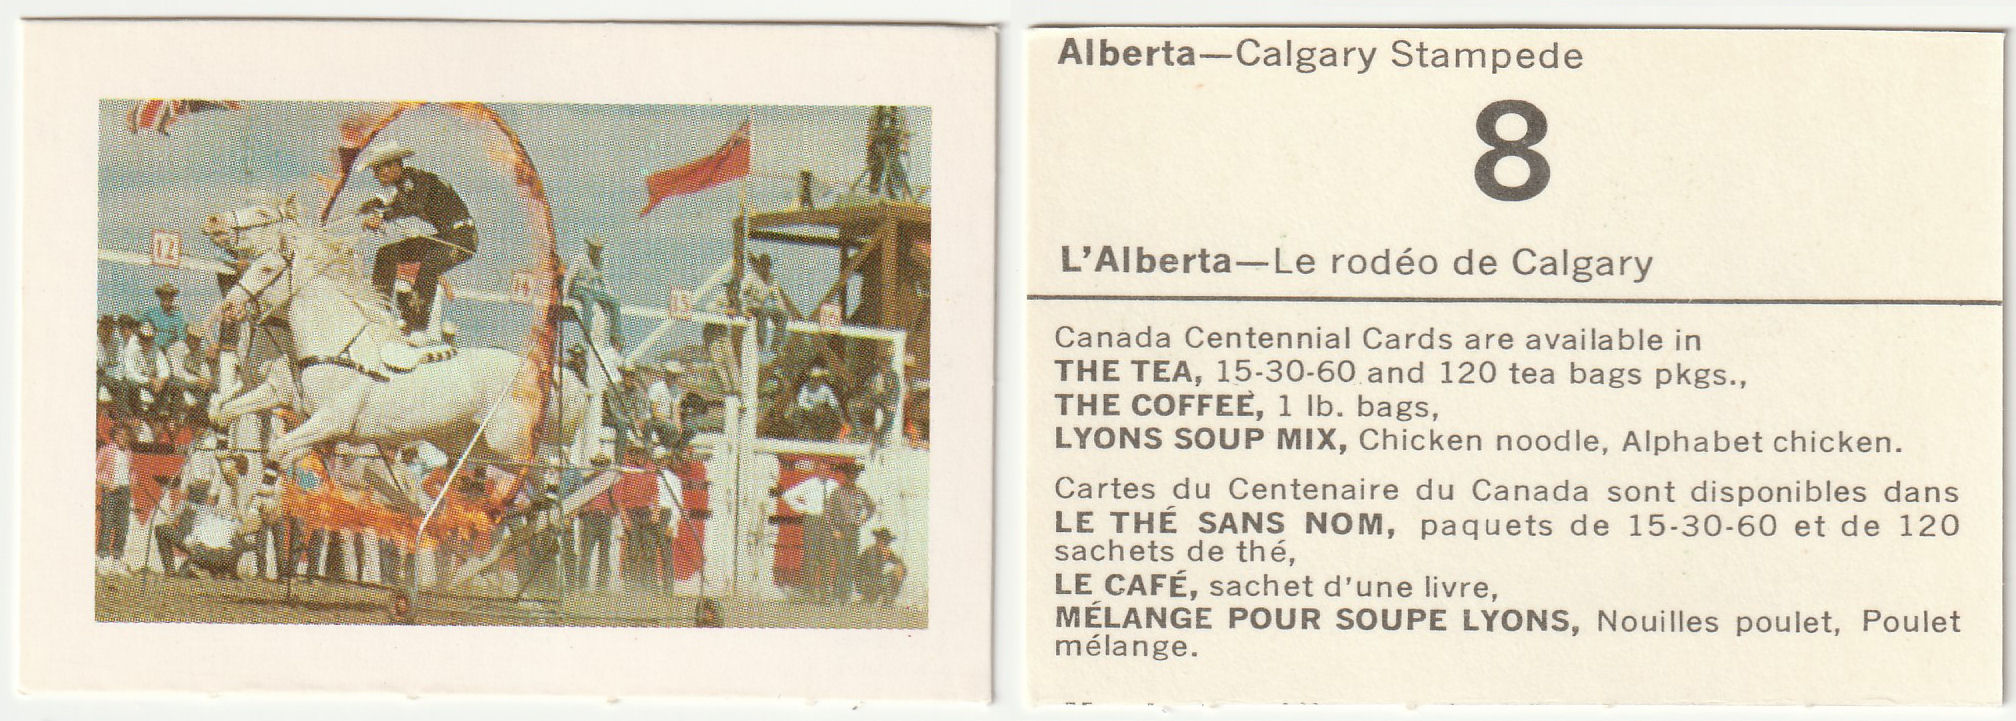 12
14
13
Alberta—Calgary Stampede
8
L'Alberta—Le rodéo de Calgary
Canada Centennial Cards are available in
THE TEA, 15-30-60 and 120 tea bags pkgs.,
THE COFFEE, 1 lb. bags,
LYONS SOUP MIX, Chicken noodle, Alphabet chicken.
Cartes du Centenaire du Canada sont disponibles dans
LE THÉ SANS NOM, paquets de 15-30-60 et de 120
sachets de thé,
LE CAFÉ, sachet d'une livre,
MÉLANGE POUR SOUPE LYONS, Nouilles poulet, Poulet
mélange.